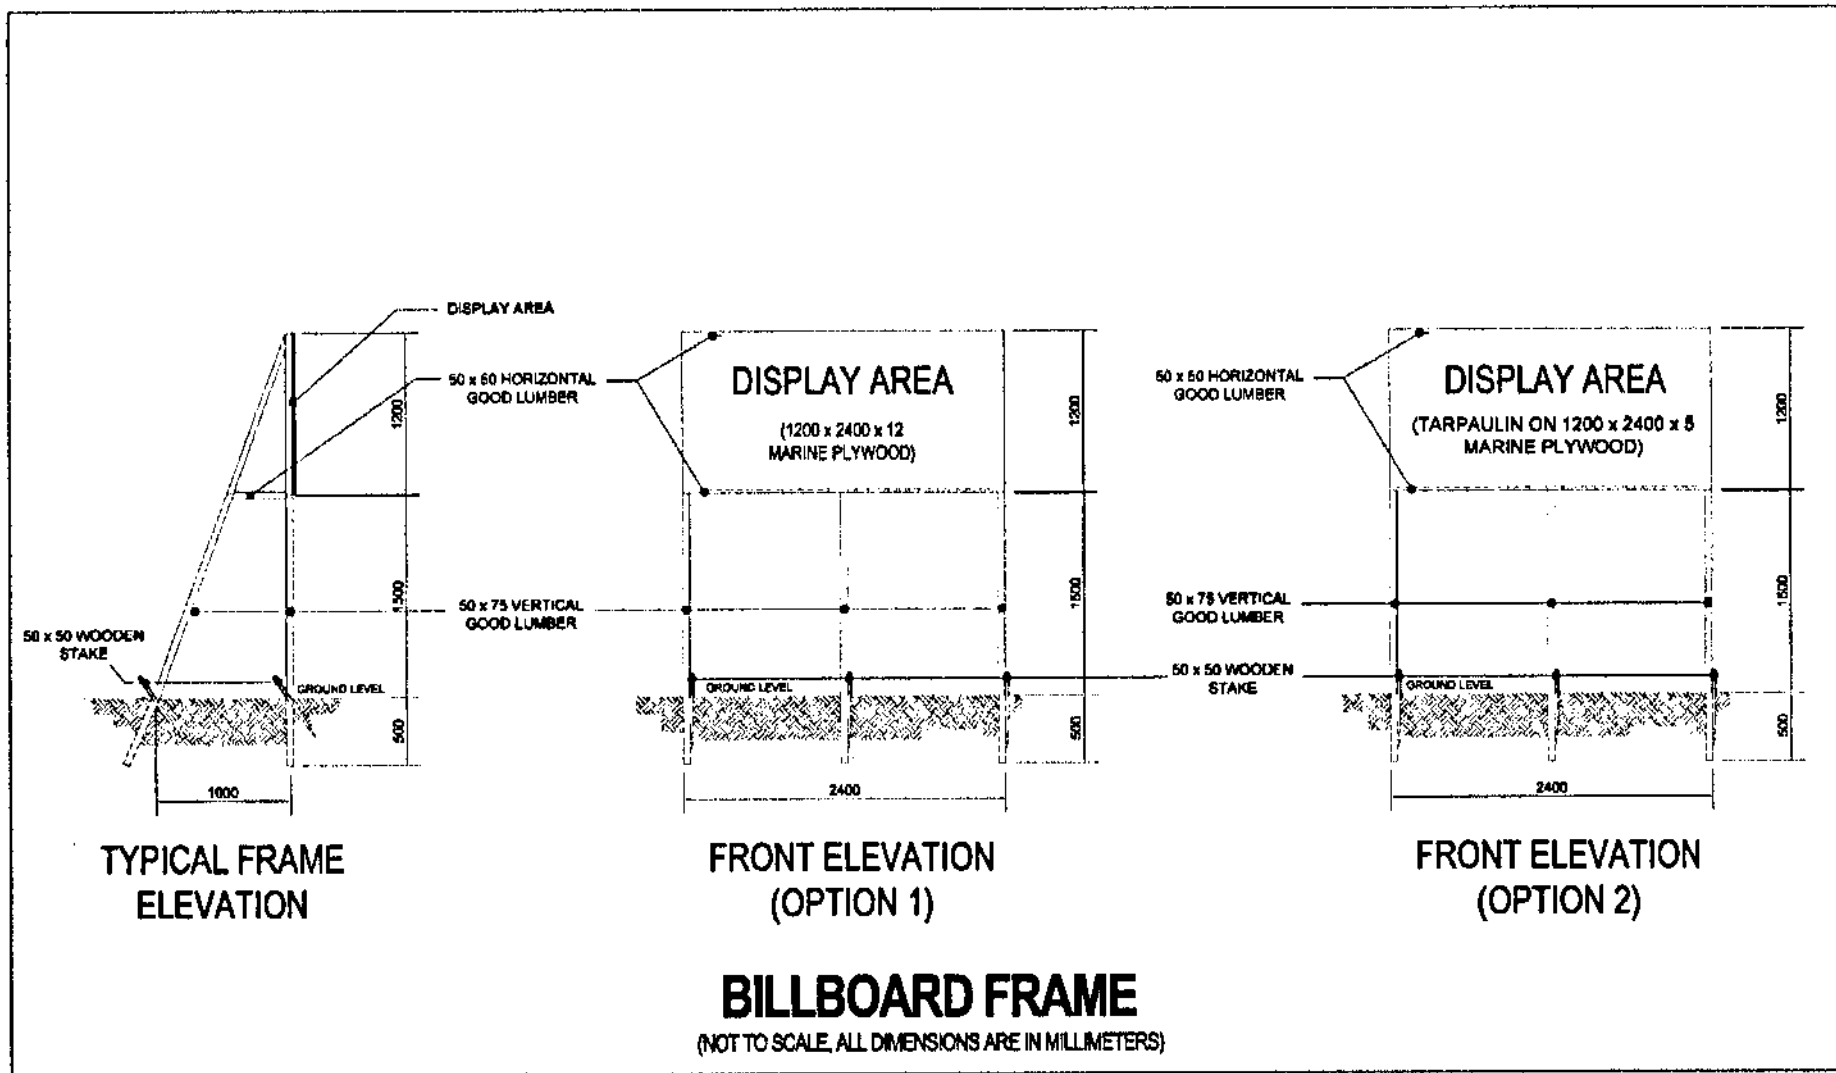 DISPLAY AREA
50 x 50 HORIZONTAL
GOOD LUMBER
1200
1500
50 x 75 VERTICAL
GOOD LUMBER
50 x 50 WOODEN
STAKE
GROUND LEVEL
500
1000
TYPICAL FRAME
ELEVATION
DISPLAY AREA
(1200 x 2400 x 12
MARINE PLYWOOD)
1200
1500
GROUND LEVEL
500
2400
FRONT ELEVATION
(OPTION 1)
50 x 50 HORIZONTAL
GOOD LUMBER
DISPLAY AREA
(TARPAULIN ON 1200 x 2400 x 5
MARINE PLYWOOD)
1200
50 x 75 VERTICAL
GOOD LUMBER
1500
50 x 50 WOODEN
STAKE
GROUND LEVEL
500
2400
FRONT ELEVATION
(OPTION 2)
BILLBOARD FRAME
(NOT TO SCALE, ALL DIMENSIONS ARE IN MILLIMETERS)